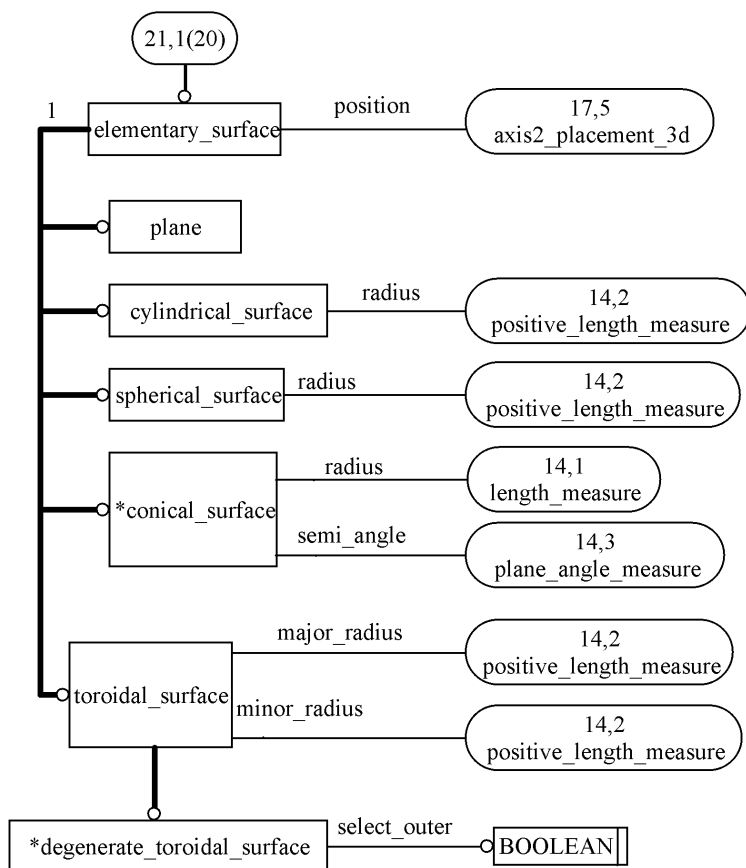 21,1(20)
1
elementary_surface
position
17,5
axis2_placement_3d
plane
cylindrical_surface
radius
14,2
positive_length_measure
spherical_surface
radius
14,2
positive_length_measure
*conical_surface
radius
14,1
length_measure
semi_angle
14,3
plane_angle_measure
toroidal_surface
major_radius
14,2
positive_length_measure
minor_radius
14,2
positive_length_measure
*degenerate_toroidal_surface
select_outer
BOOLEAN